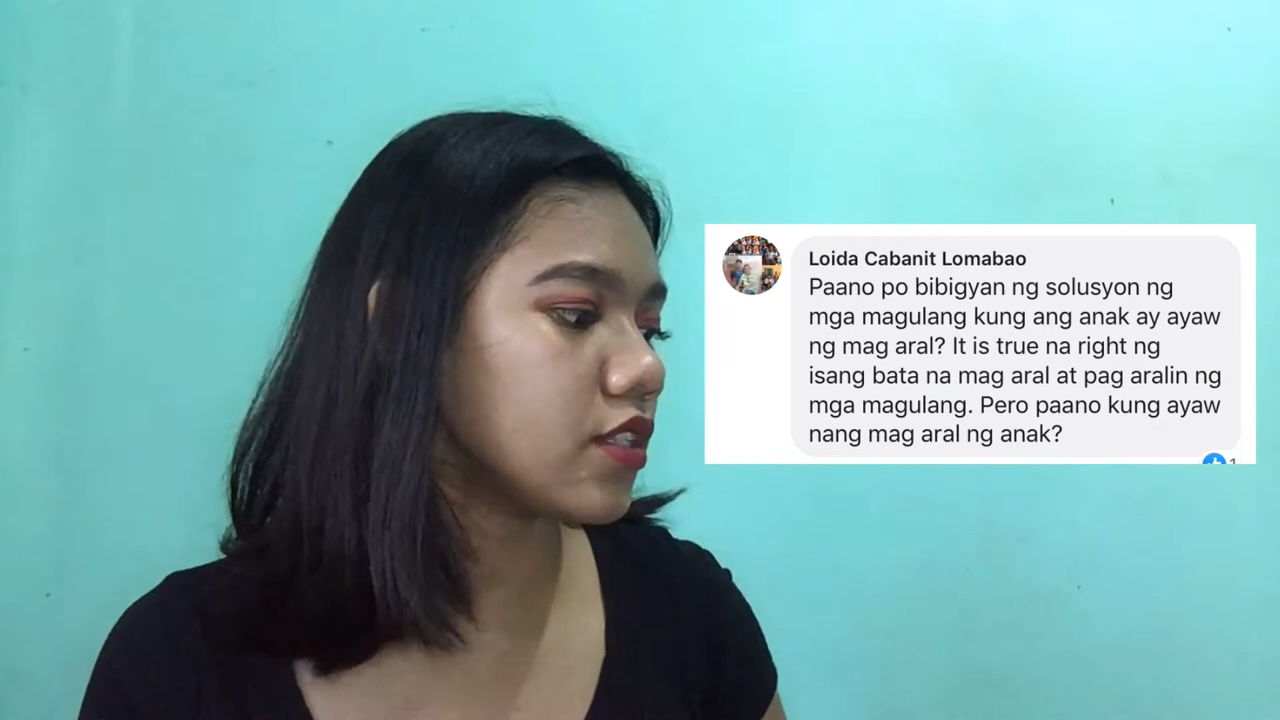 Loida Cabanit Lomabao
Paano po bibigyan ng solusyon ng
mga magulang kung ang anak ay ayaw
ng mag aral? It is true na right ng
isang bata na mag aral at pag aralin ng
mga magulang. Pero paano kung ayaw
nang mag aral ng anak?
1